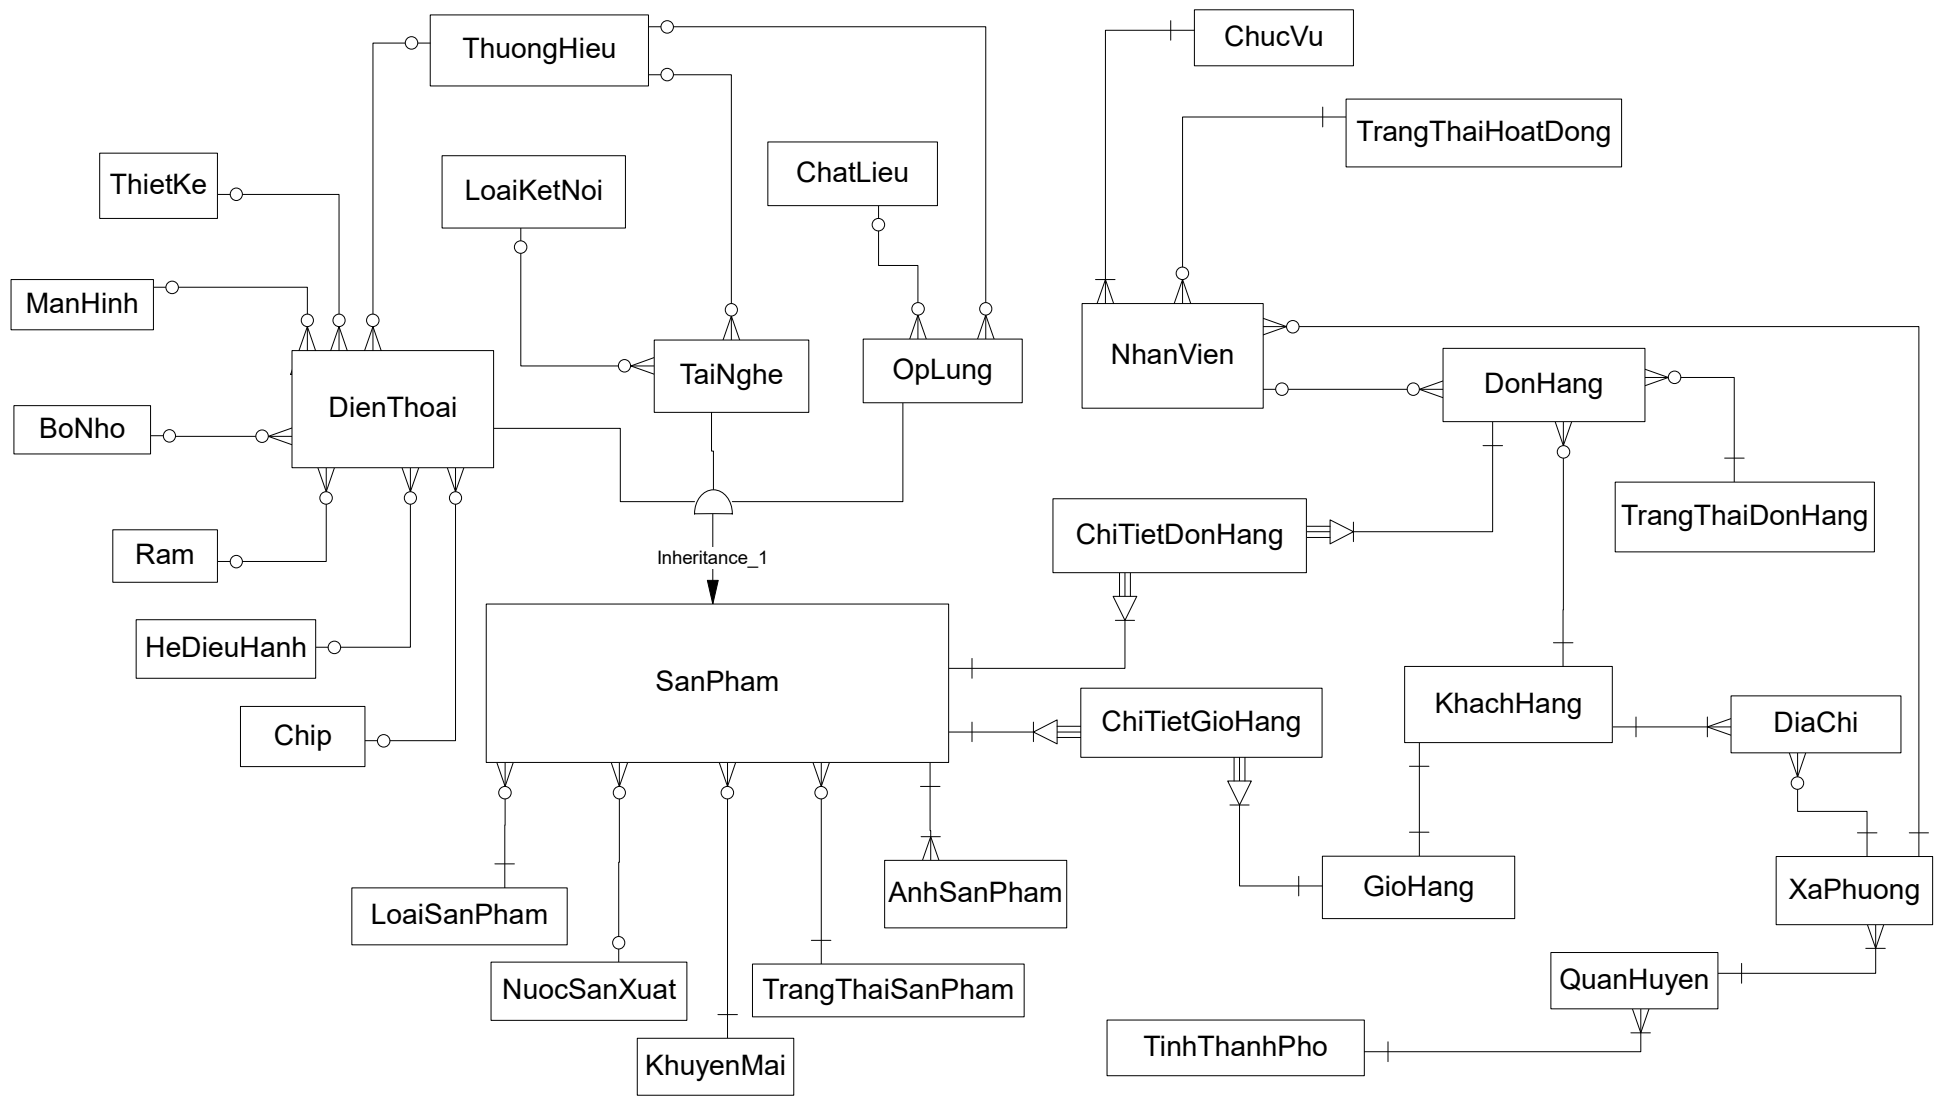 ChucVu
ThuongHieu
TrangThaiHoatDong
ThietKe
LoaiKetNoi
ChatLieu
ManHinh
NhanVien
DonHang
TaiNghe
OpLung
DienThoai
BoNho
TrangThaiDonHang
ChiTietDonHang
Ram
Inheritance_1
HeDieuHanh
SanPham
KhachHang
ChiTietGioHang
DiaChi
Chip
GioHang
XaPhuong
AnhSanPham
LoaiSanPham
QuanHuyen
NuocSanXuat
TrangThaiSanPham
TinhThanhPho
KhuyenMai